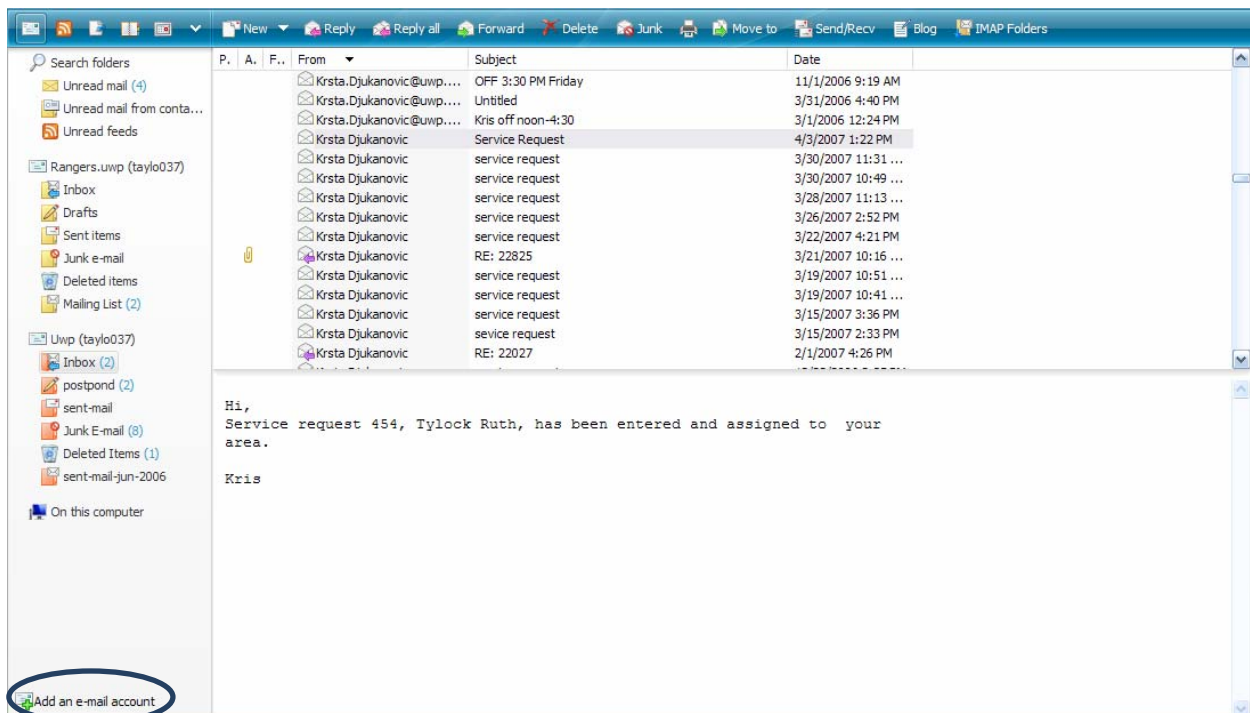 New Reply Reply all Forward Delete Junk Move to Send/Recv Blog IMAP Folders
Search folders
Unread mail (4)
Unread mail from conta...
Unread feeds
Rangers.uwp (taylo037)
Inbox
Drafts
Sent items
Junk e-mail
Deleted items
Mailing List (2)
Uwp (taylo037)
Inbox (2)
postpond (2)
sent-mail
Junk E-mail (8)
Deleted Items (1)
sent-mail-jun-2006
On this computer
Add an e-mail account
P. A. F.. From Subject Date
Krsta.Djukanovic@uwp.... OFF 3:30 PM Friday 11/1/2006 9:19 AM
Krsta.Djukanovic@uwp.... Untitled 3/31/2006 4:40 PM
Krsta.Djukanovic@uwp.... Kris off noon-4:30 3/1/2006 12:24 PM
Krsta Djukanovic Service Request 4/3/2007 1:22 PM
Krsta Djukanovic service request 3/30/2007 11:31 ...
Krsta Djukanovic service request 3/30/2007 10:49 ...
Krsta Djukanovic service request 3/28/2007 11:13 ...
Krsta Djukanovic service request 3/26/2007 2:52 PM
Krsta Djukanovic service request 3/22/2007 4:21 PM
Krsta Djukanovic RE: 22825 3/21/2007 10:16 ...
Krsta Djukanovic service request 3/19/2007 10:51 ...
Krsta Djukanovic service request 3/19/2007 10:41 ...
Krsta Djukanovic service request 3/15/2007 3:36 PM
Krsta Djukanovic sevice request 3/15/2007 2:33 PM
Krsta Djukanovic RE: 22027 2/1/2007 4:26 PM
Hi,
Service request 454, Tylock Ruth, has been entered and assigned to your
area.
Kris